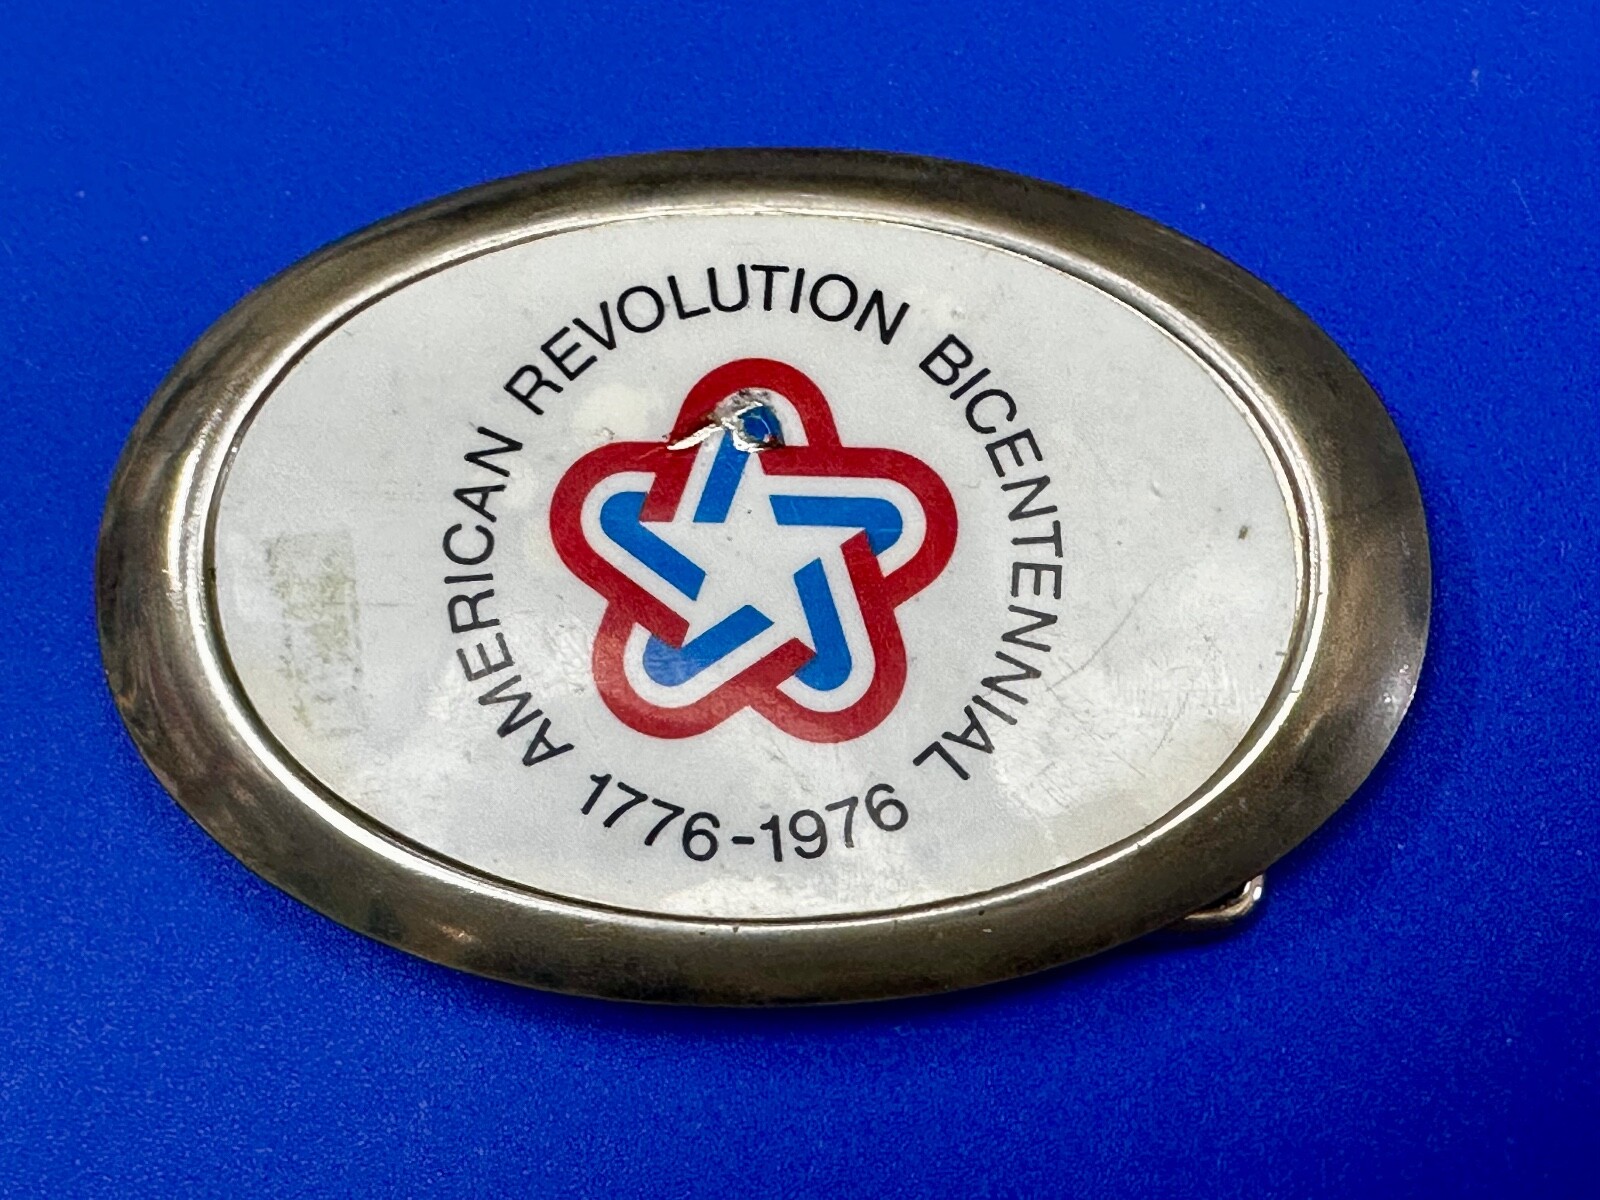 AMERICAN REVOLUTION BICENTENNIAL
1776-1976